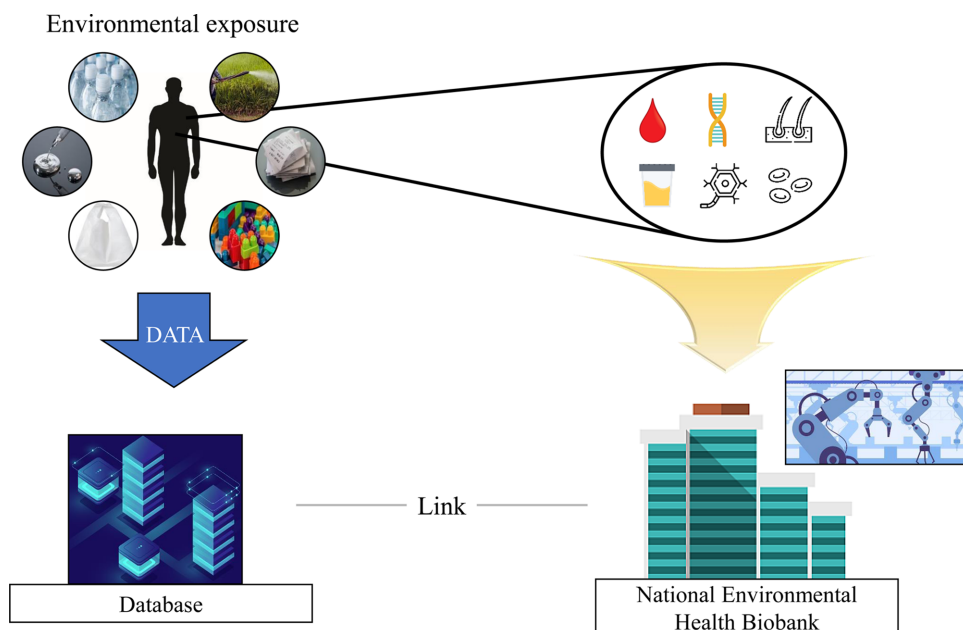 Environmental exposure
DATA
Link
Database
National Environmental
Health Biobank